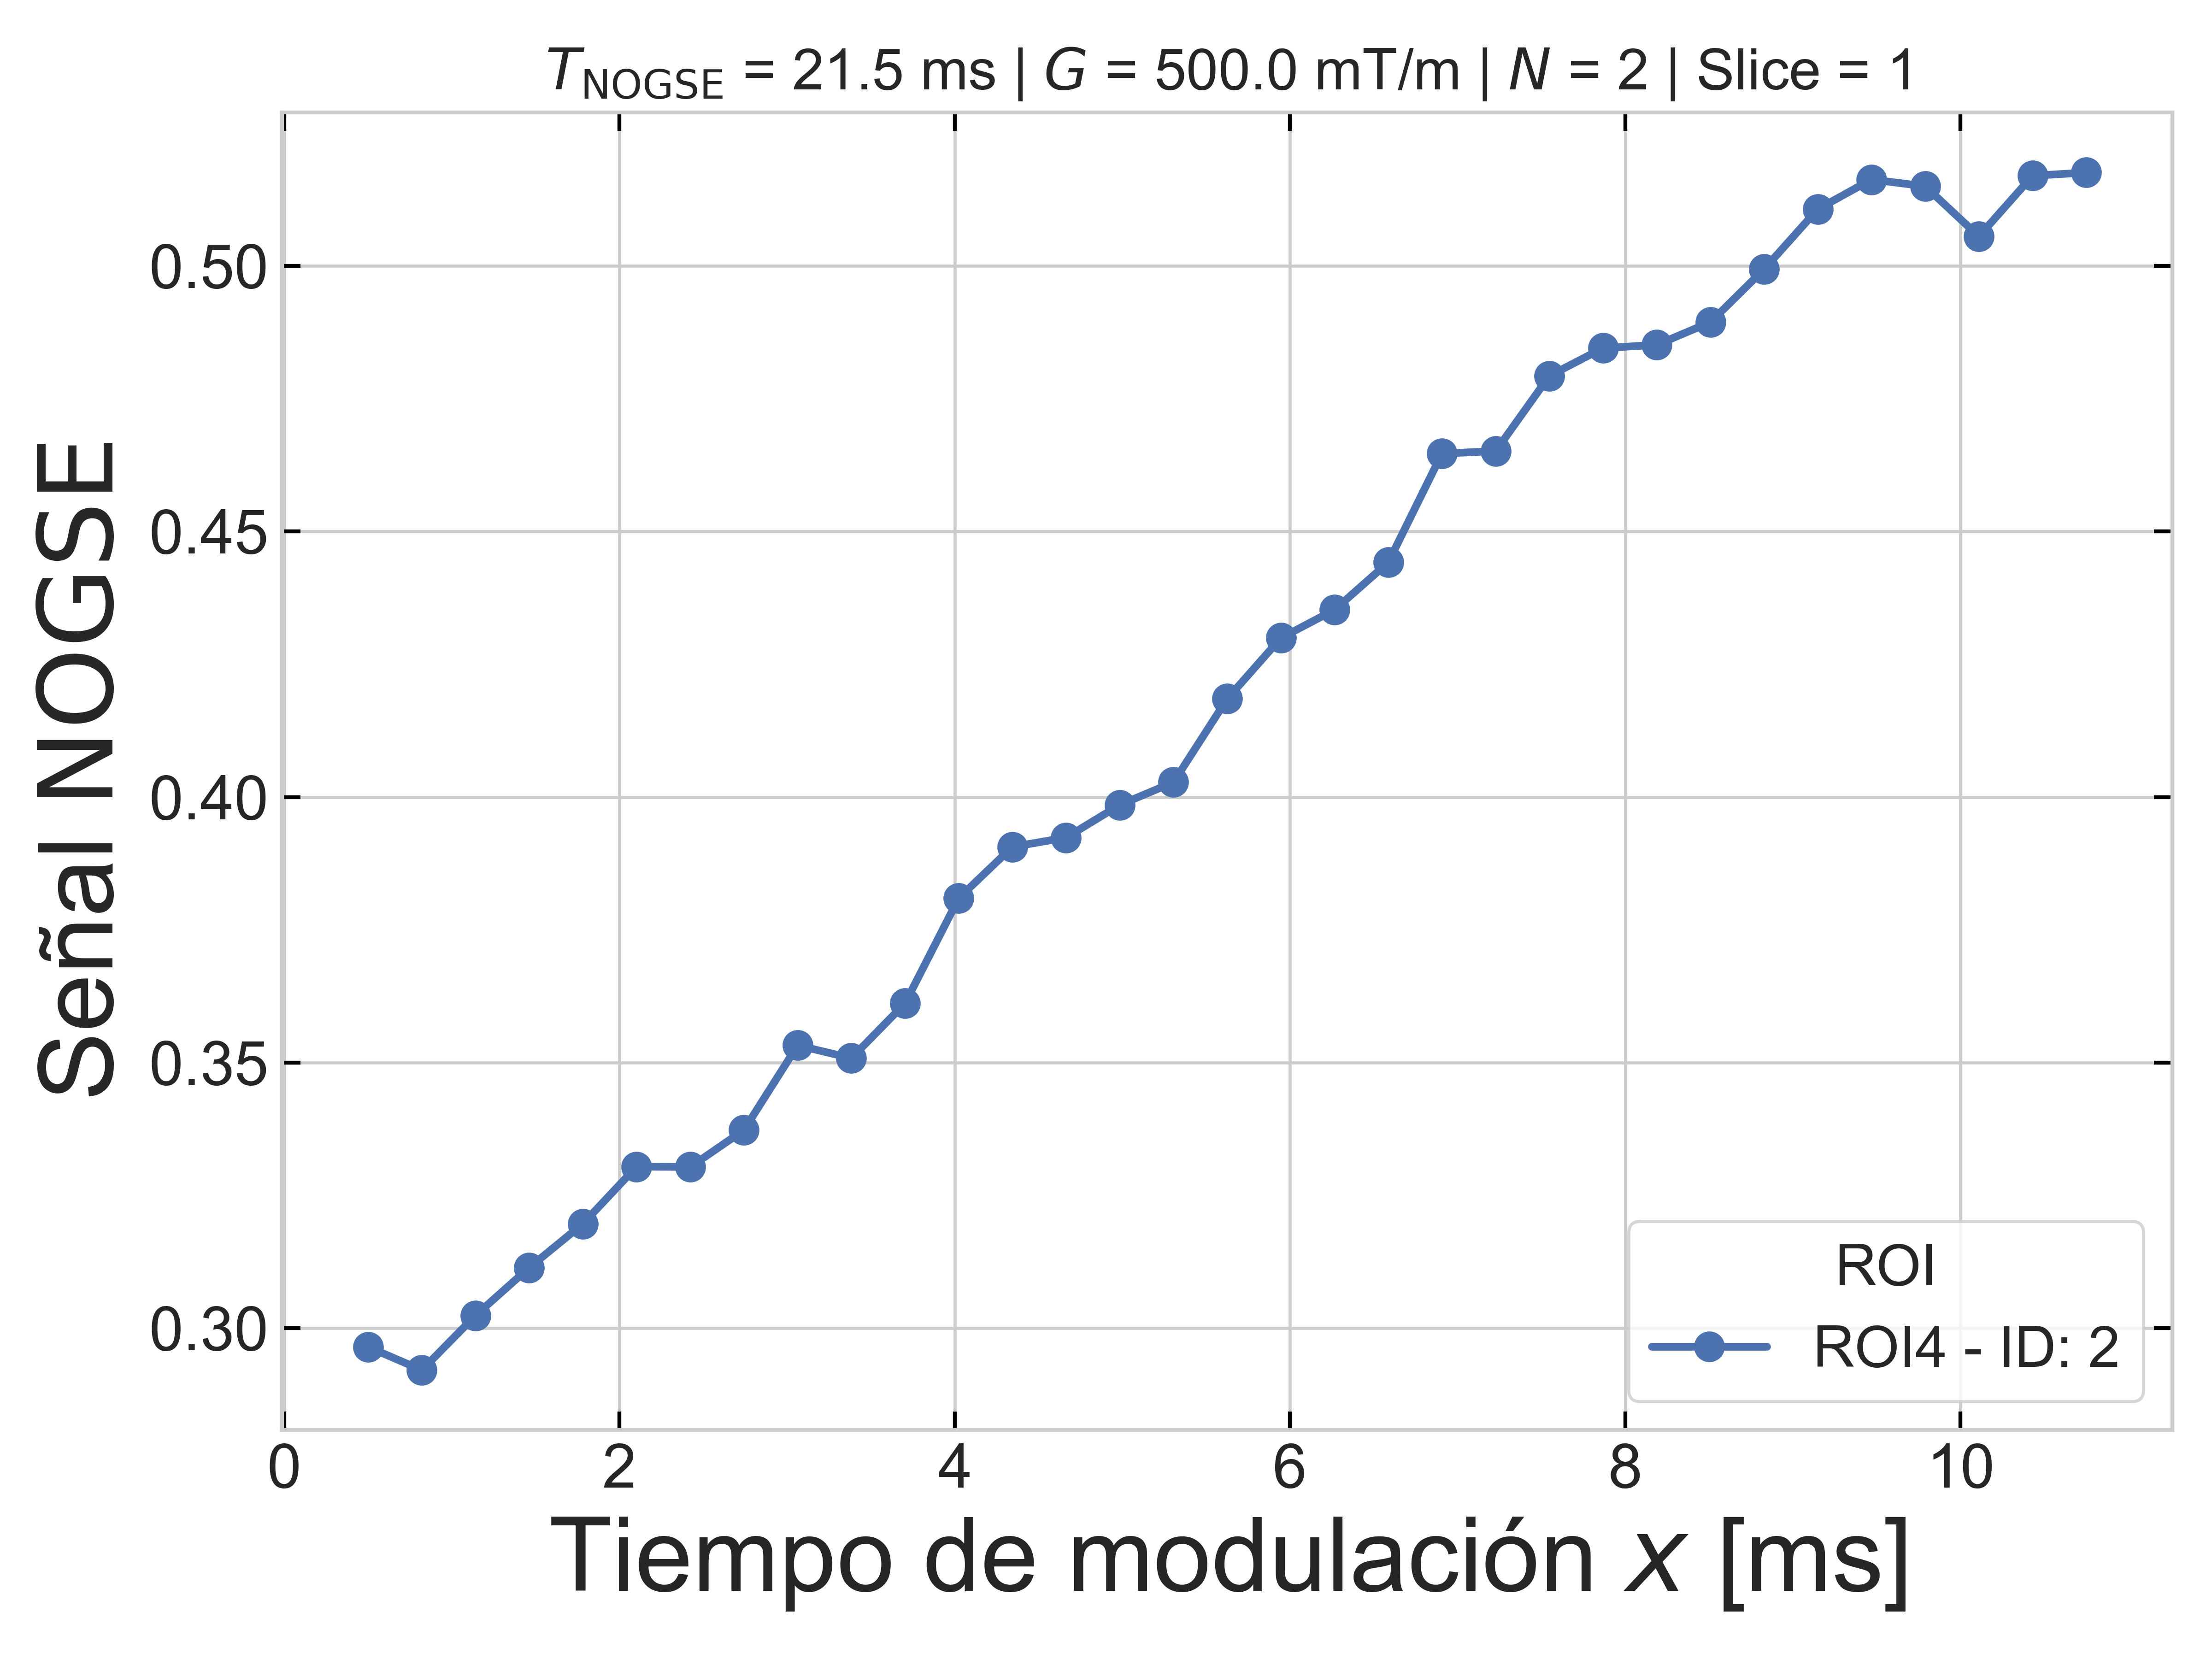 T_NOGSE = 21.5 ms | G = 500.0 mT/m | N = 2 | Slice = 1
Señal NOGSE
0.50
0.45
0.40
0.35
0.30
ROI
ROI4 - ID: 2
0 2 4 6 8 10
Tiempo de modulación x [ms]